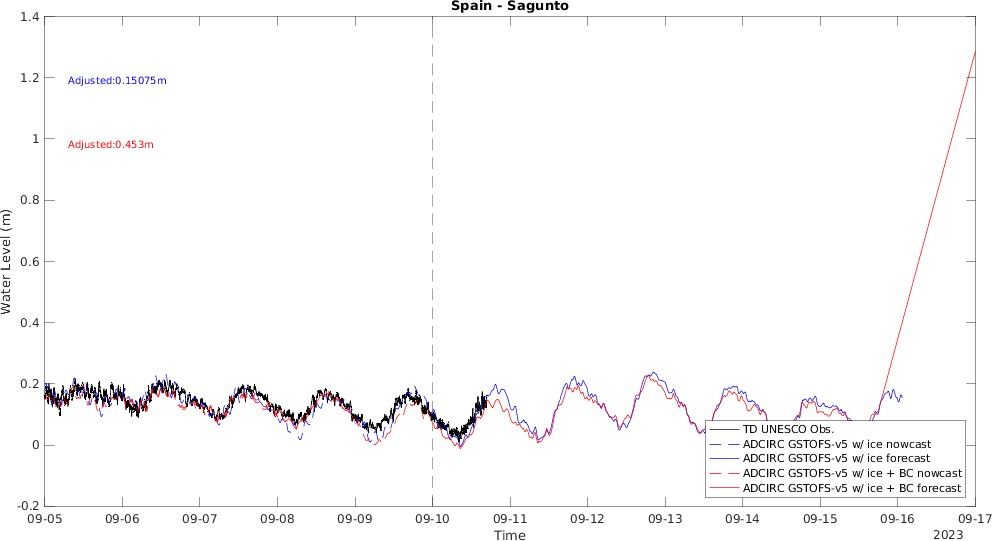 Spain - Sagunto
1.4
1.2
1
0.8
0.6
0.4
0.2
0
-0.2
Water Level (m)
Adjusted:0.15075m
Adjusted:0.453m
TD UNESCO Obs.
ADCIRC GSTOFS-v5 w/ ice nowcast
ADCIRC GSTOFS-v5 w/ ice forecast
ADCIRC GSTOFS-v5 w/ ice + BC nowcast
ADCIRC GSTOFS-v5 w/ ice + BC forecast
09-05 09-06 09-07 09-08 09-09 09-10 09-11 09-12 09-13 09-14 09-15 09-16 09-17
Time
2023